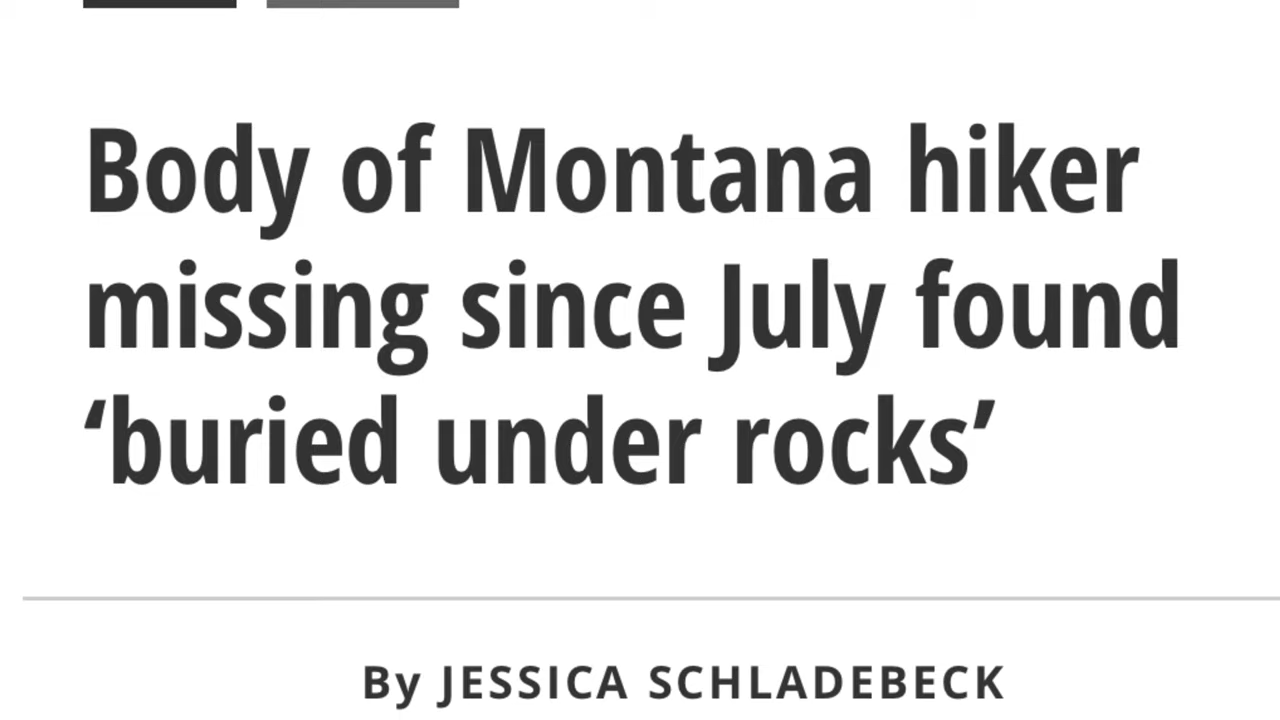 Body of Montana hiker
missing since July found
‘buried under rocks’
By JESSICA SCHLADEBECK